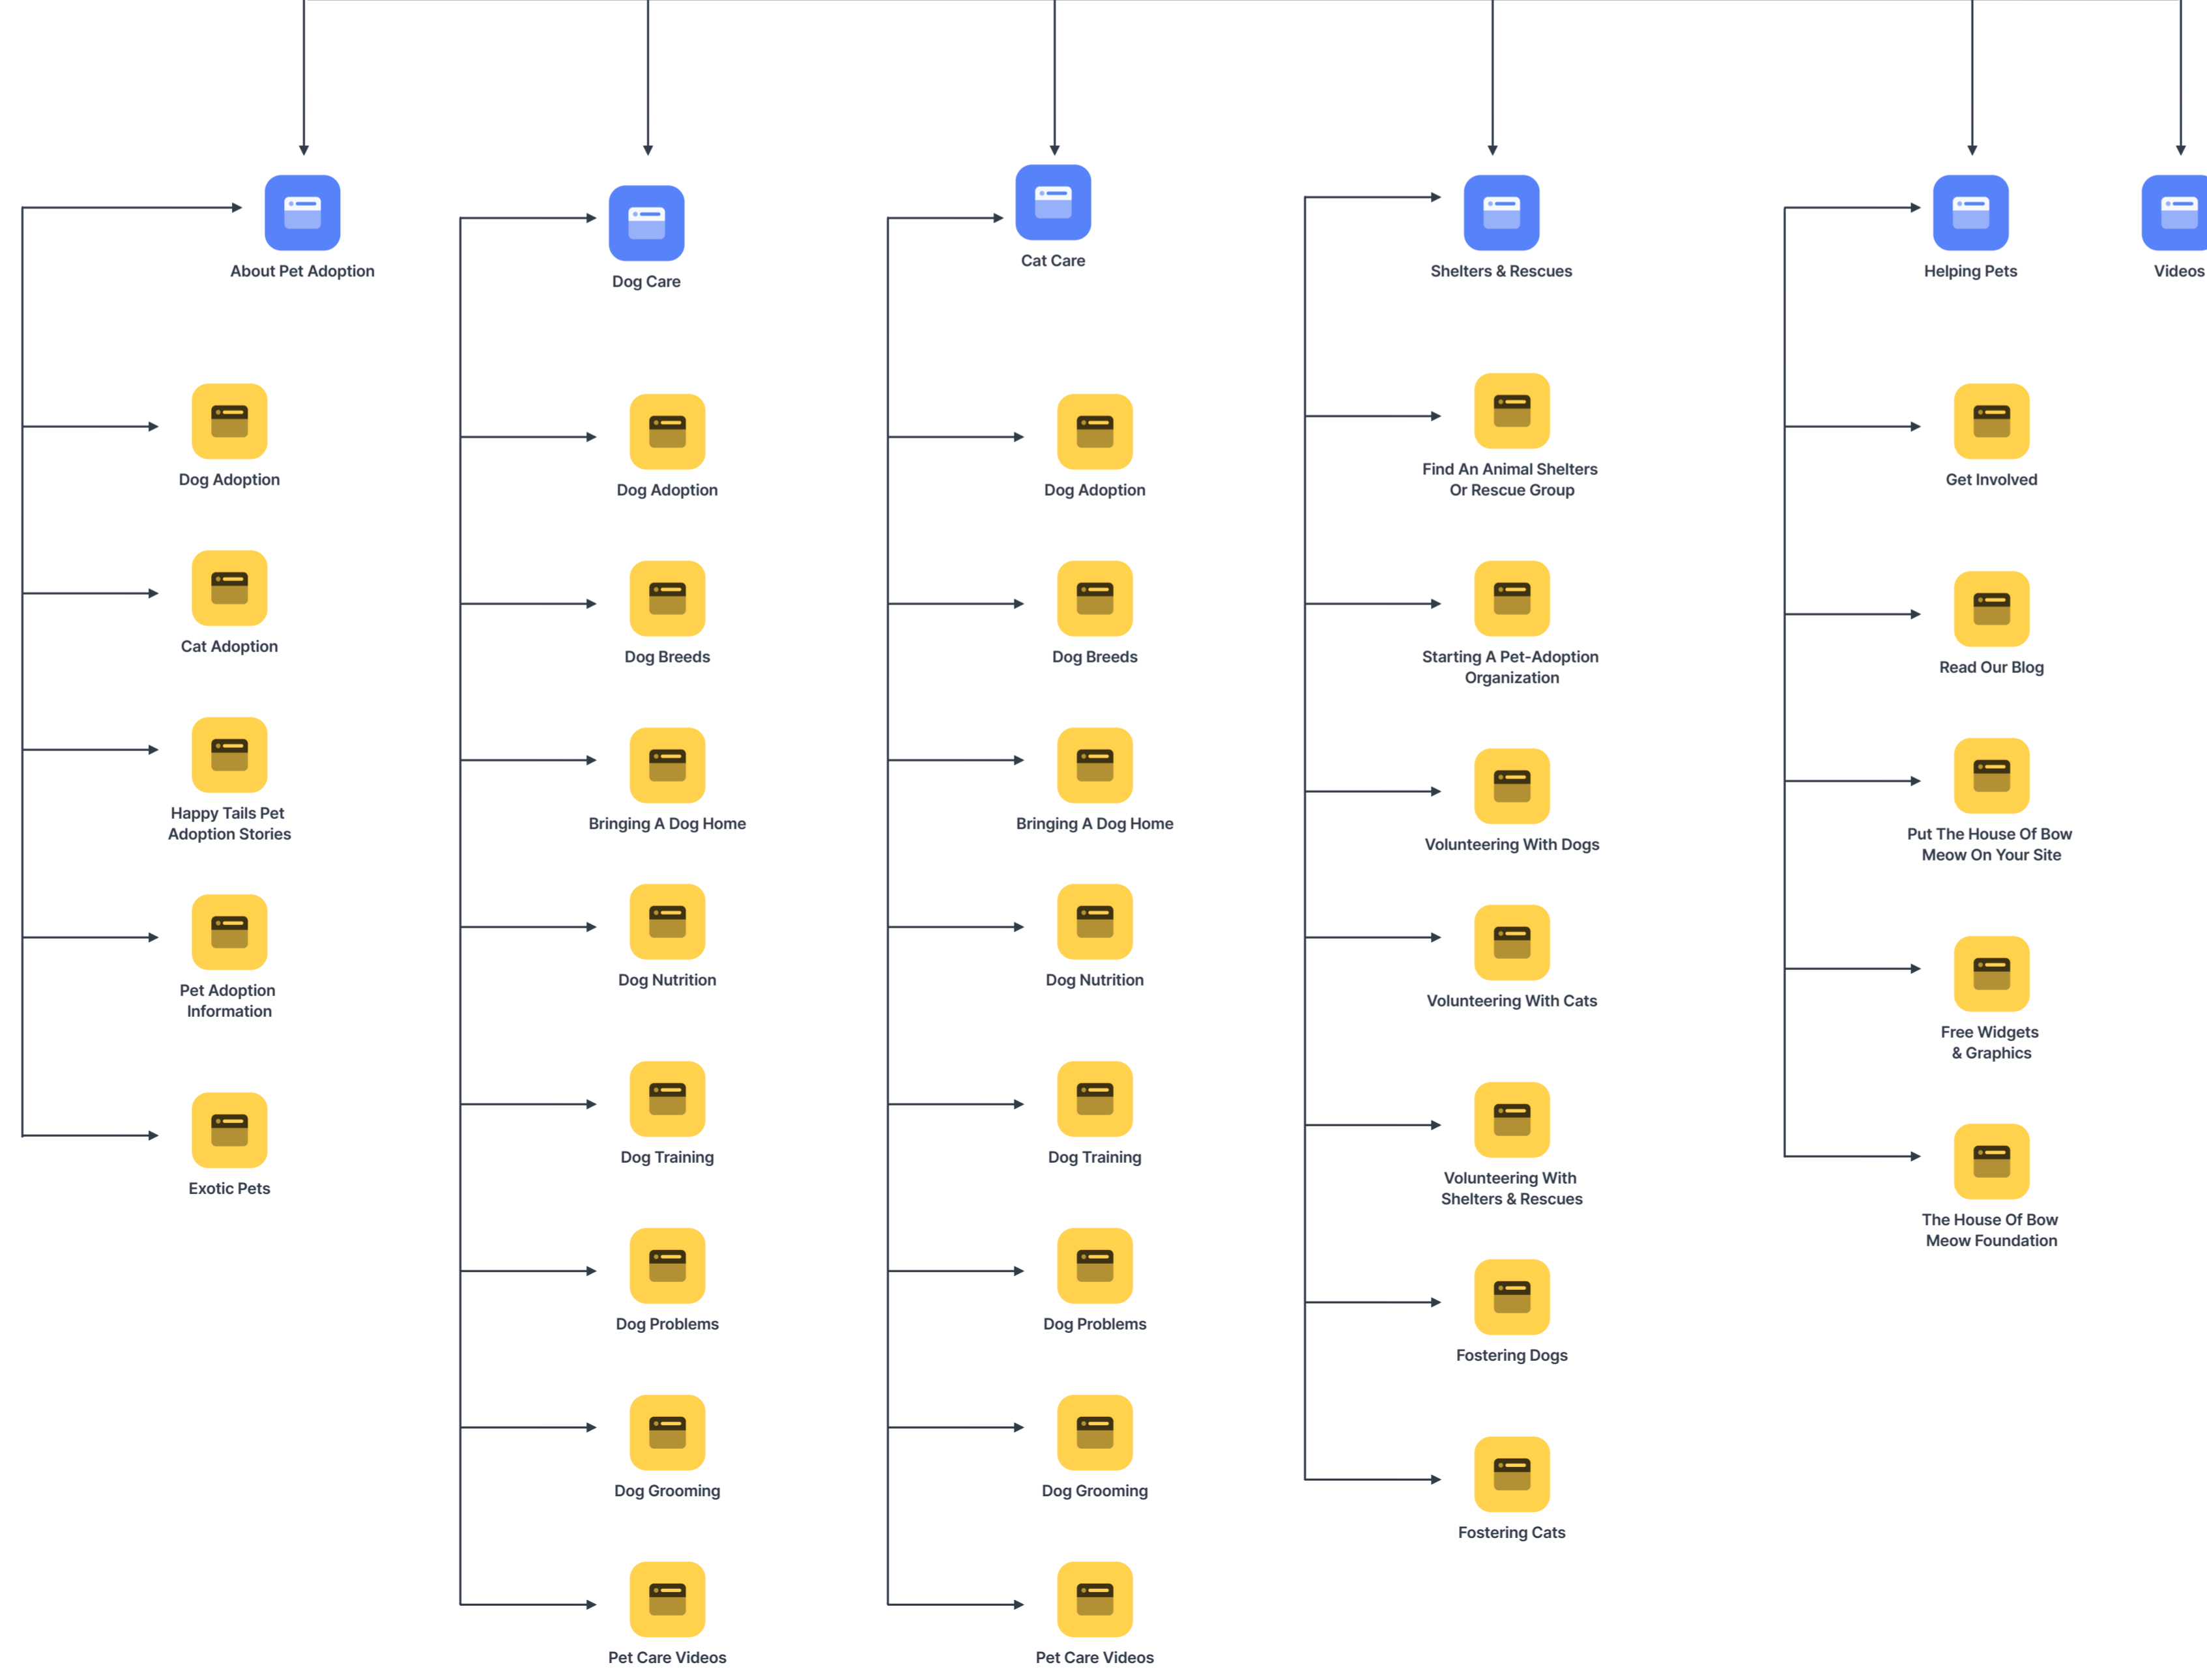 About Pet Adoption
Dog Adoption
Cat Adoption
Happy Tails Pet
Adoption Stories
Pet Adoption
Information
Exotic Pets
Dog Care
Dog Adoption
Dog Breeds
Bringing A Dog Home
Dog Nutrition
Dog Training
Dog Problems
Dog Grooming
Pet Care Videos
Cat Care
Dog Adoption
Dog Breeds
Bringing A Dog Home
Dog Nutrition
Dog Training
Dog Problems
Dog Grooming
Pet Care Videos
Shelters & Rescues
Find An Animal Shelters
Or Rescue Group
Starting A Pet-Adoption
Organization
Volunteering With Dogs
Volunteering With Cats
Volunteering With
Shelters & Rescues
Fostering Dogs
Fostering Cats
Helping Pets
Get Involved
Read Our Blog
Put The House Of Bow
Meow On Your Site
Free Widgets
& Graphics
The House Of Bow
Meow Foundation
Videos